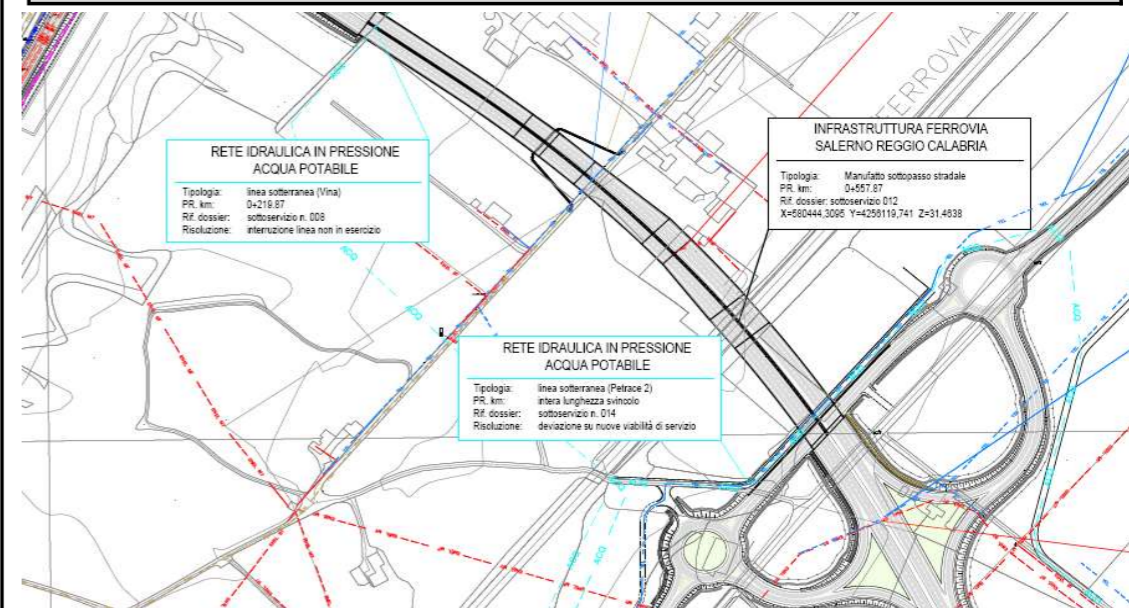 FERROVIA
FERROVIA
ACQ
RETE IDRAULICA IN PRESSIONE
ACQUA POTABILE
Tipologia: linea sotterranea (Vina)
PR. km: 0+219.87
Rif. dossier: sottoservizio n. 008
Risoluzione: interruzione linea non in esercizio
INFRASTRUTTURA FERROVIA
SALERNO REGGIO CALABRIA
Tipologia: Manufatto sottopasso stradale
PR. km: 0+557.87
Rif. dossier: sottoservizio 012
X=580444,3095 Y=4256119,741 Z=31,4638
ACQ
ACQ
ACQ
RETE IDRAULICA IN PRESSIONE
ACQUA POTABILE
Tipologia: linea sotterranea (Petrace 2)
PR. km: intera lunghezza svincolo
Rif. dossier: sottoservizio n. 014
Risoluzione: deviazione su nuove viabilità di servizio
ACQ
ACQ